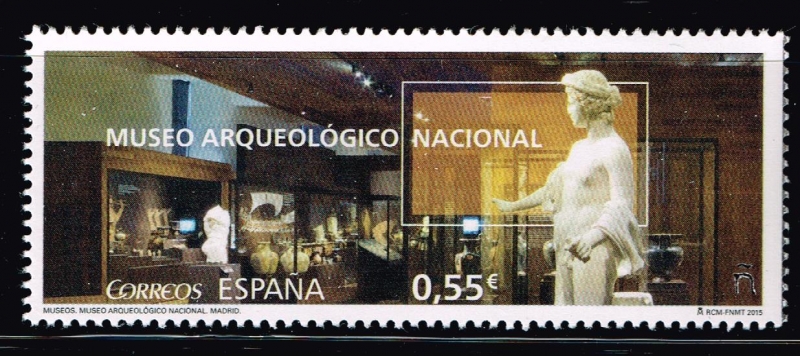 MUSEO ARQUEOLÓGICO NACIONAL
CORREOS ESPAÑA 0,55€
Ñ
MUSEOS. MUSEO ARQUEOLÓGICO NACIONAL. MADRID. RCM-FNMT 2015